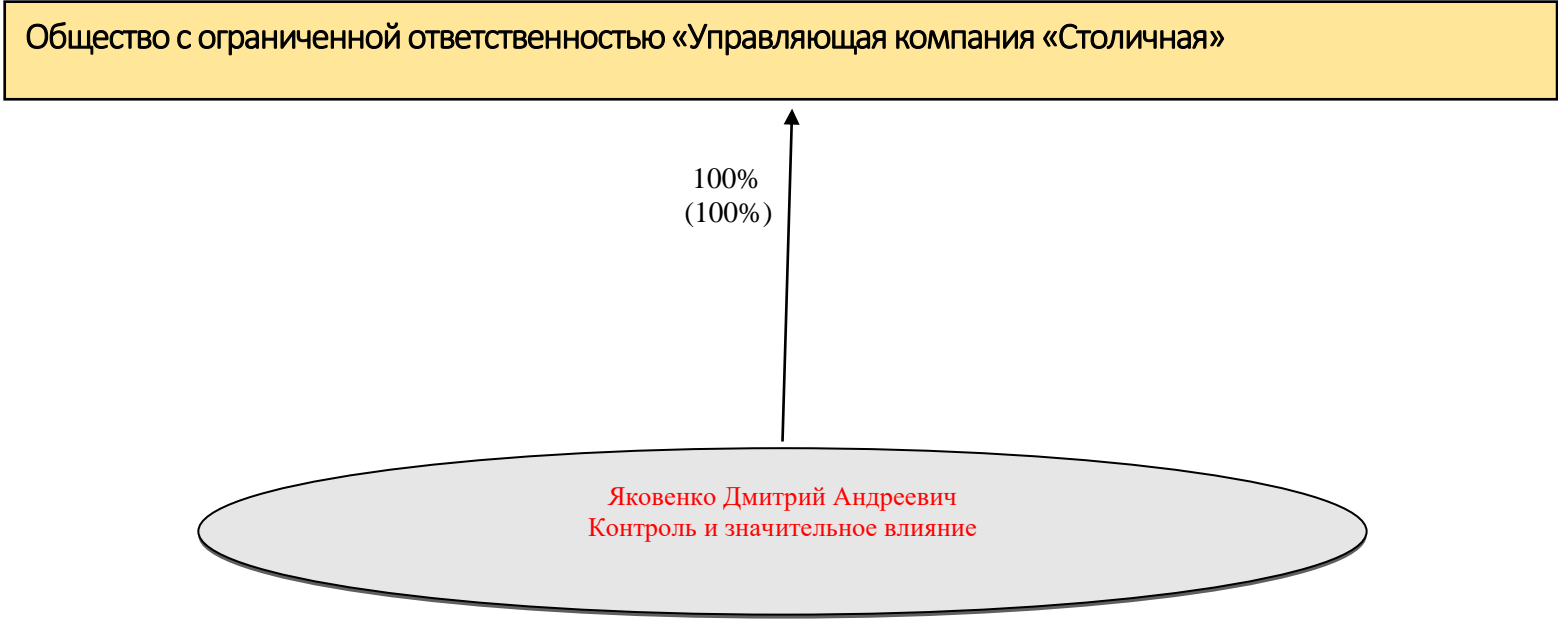 Общество с ограниченной ответственностью «Управляющая компания «Столичная»
100%
(100%)
Яковенко Дмитрий Андреевич
Контроль и значительное влияние